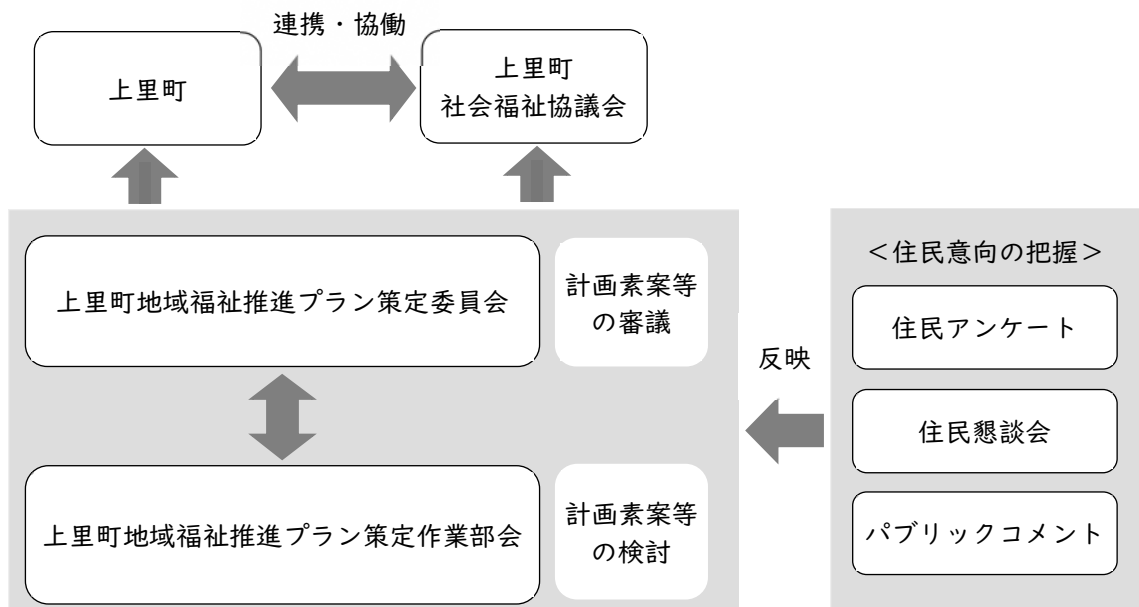 連携・協働
上里町
上里町
社会福祉協議会
上里町地域福祉推進プラン策定委員会
計画素案等
の審議
上里町地域福祉推進プラン策定作業部会
計画素案等
の検討
反映
＜住民意向の把握＞
住民アンケート
住民懇談会
パブリックコメント